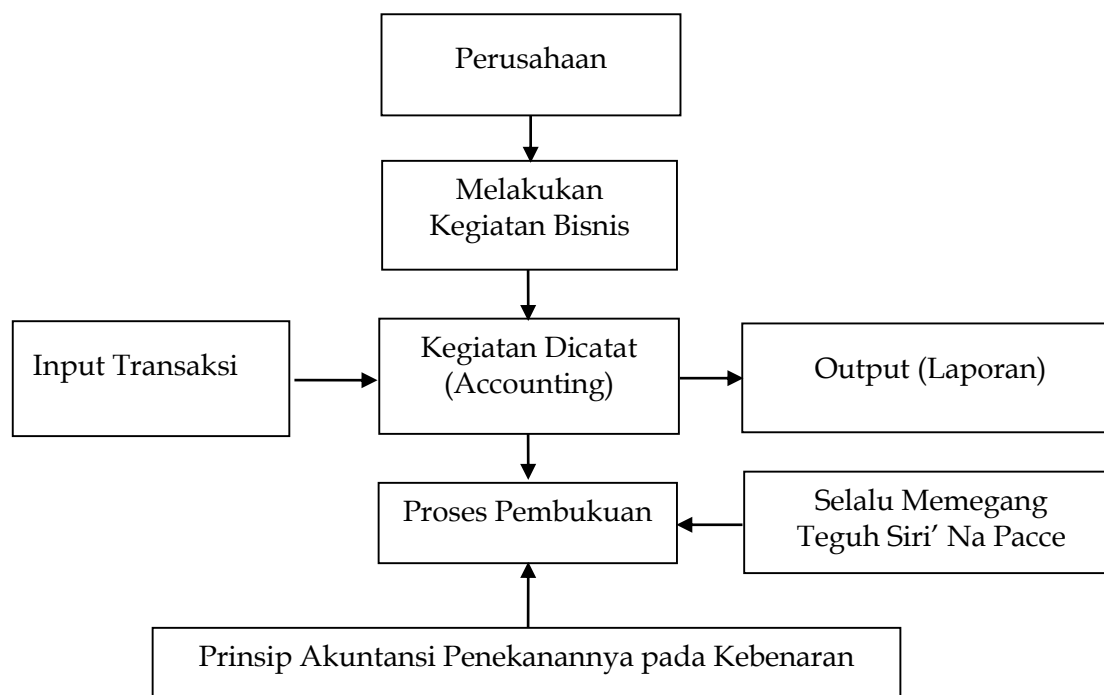 Perusahaan
Melakukan
Kegiatan Bisnis
Input Transaksi
Kegiatan Dicatat
(Accounting)
Output (Laporan)
Proses Pembukuan
Selalu Memegang
Teguh Siri’ Na Pacce
Prinsip Akuntansi Penekanannya pada Kebenaran